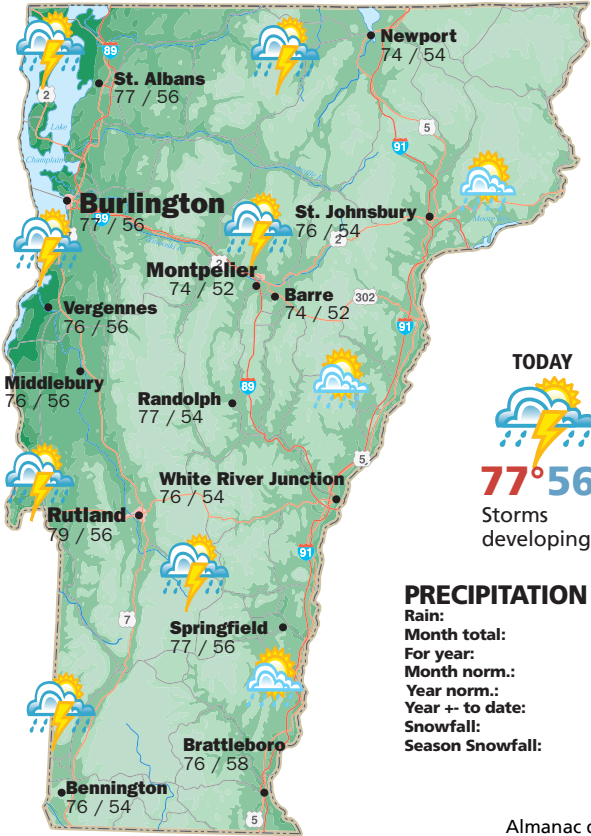 Newport
74 / 54
89
St. Albans
77 / 56
2
5
91
Lake
Champlain
Burlington
77 / 56
89
St. Johnsbury
76 / 54
2
2
Montpelier
74 / 52
Barre
74 / 52
302
Vergennes
76 / 56
91
Middlebury
76 / 56
Randolph
77 / 54
89
TODAY
77° 56
Storms
developing
5
White River Junction
76 / 54
Rutland
79 / 56
91
7
Springfield
77 / 56
PRECIPITATION
Rain:
Month total:
For year:
Month norm.:
Year norm.:
Year +- to date:
Snowfall:
Season Snowfall:
Brattleboro
76 / 58
Bennington
76 / 54
5
Almanac